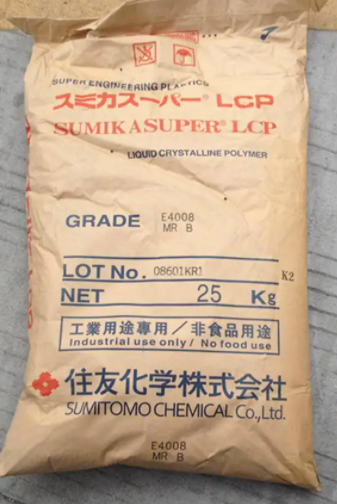 SUPER ENGINEERING PLASTICS
スミカスーパー® LCP
SUMIKASUPER® LCP
LIQUID CRYSTALLINE POLYMER
GRADE E4008
MR B
LOT No. 08601KR1 K2
NET 25 Kg
工業用途専用／非食品用途
Industrial use only / No food use
住友化学株式会社
SUMITOMO CHEMICAL Co., Ltd.
E4008
MR B